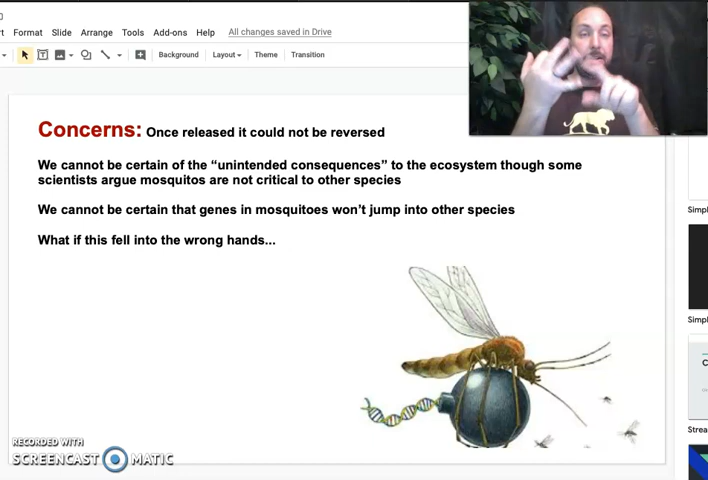 Format Slide Arrange Tools Add-ons Help All changes saved in Drive
Background Layout Theme Transition
Concerns: Once released it could not be reversed
We cannot be certain of the “unintended consequences” to the ecosystem though some
scientists argue mosquitos are not critical to other species
We cannot be certain that genes in mosquitoes won’t jump into other species
What if this fell into the wrong hands...
Simpl
Simpl
C
Strea
RECORDED WITH
SCREENCAST MATIC